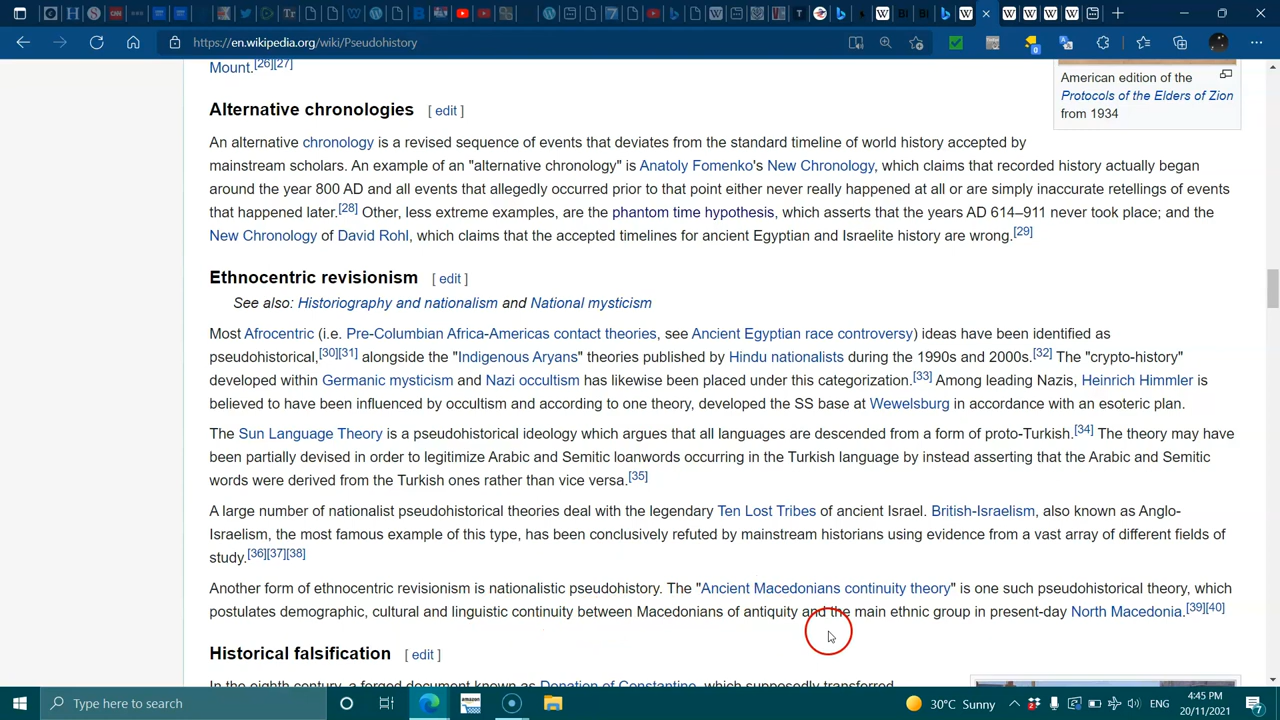 https://en.wikipedia.org/wiki/Pseudohistory
Mount.[26][27]
American edition of the
Protocols of the Elders of Zion
from 1934
Alternative chronologies [ edit ]
An alternative chronology is a revised sequence of events that deviates from the standard timeline of world history accepted by
mainstream scholars. An example of an "alternative chronology" is Anatoly Fomenko's New Chronology, which claims that recorded history actually began
around the year 800 AD and all events that allegedly occurred prior to that point either never really happened at all or are simply inaccurate retellings of events
that happened later.[28] Other, less extreme examples, are the phantom time hypothesis, which asserts that the years AD 614–911 never took place; and the
New Chronology of David Rohl, which claims that the accepted timelines for ancient Egyptian and Israelite history are wrong.[29]
Ethnocentric revisionism [ edit ]
See also: Historiography and nationalism and National mysticism
Most Afrocentric (i.e. Pre-Columbian Africa-Americas contact theories, see Ancient Egyptian race controversy) ideas have been identified as
pseudohistorical,[30][31] alongside the "Indigenous Aryans" theories published by Hindu nationalists during the 1990s and 2000s.[32] The "crypto-history"
developed within Germanic mysticism and Nazi occultism has likewise been placed under this categorization.[33] Among leading Nazis, Heinrich Himmler is
believed to have been influenced by occultism and according to one theory, developed the SS base at Wewelsburg in accordance with an esoteric plan.
The Sun Language Theory is a pseudohistorical ideology which argues that all languages are descended from a form of proto-Turkish.[34] The theory may have
been partially devised in order to legitimize Arabic and Semitic loanwords occurring in the Turkish language by instead asserting that the Arabic and Semitic
words were derived from the Turkish ones rather than vice versa.[35]
A large number of nationalist pseudohistorical theories deal with the legendary Ten Lost Tribes of ancient Israel. British-Israelism, also known as Anglo-
Israelism, the most famous example of this type, has been conclusively refuted by mainstream historians using evidence from a vast array of different fields of
study.[36][37][38]
Another form of ethnocentric revisionism is nationalistic pseudohistory. The "Ancient Macedonians continuity theory" is one such pseudohistorical theory, which
postulates demographic, cultural and linguistic continuity between Macedonians of antiquity and the main ethnic group in present-day North Macedonia.[39][40]
Historical falsification [ edit ]
In the eighth century, a forged document known as Donation of Constantine, which supposedly transferred
Type here to search
amazon
30°C Sunny
ENG
4:45 PM
20/11/2021
7